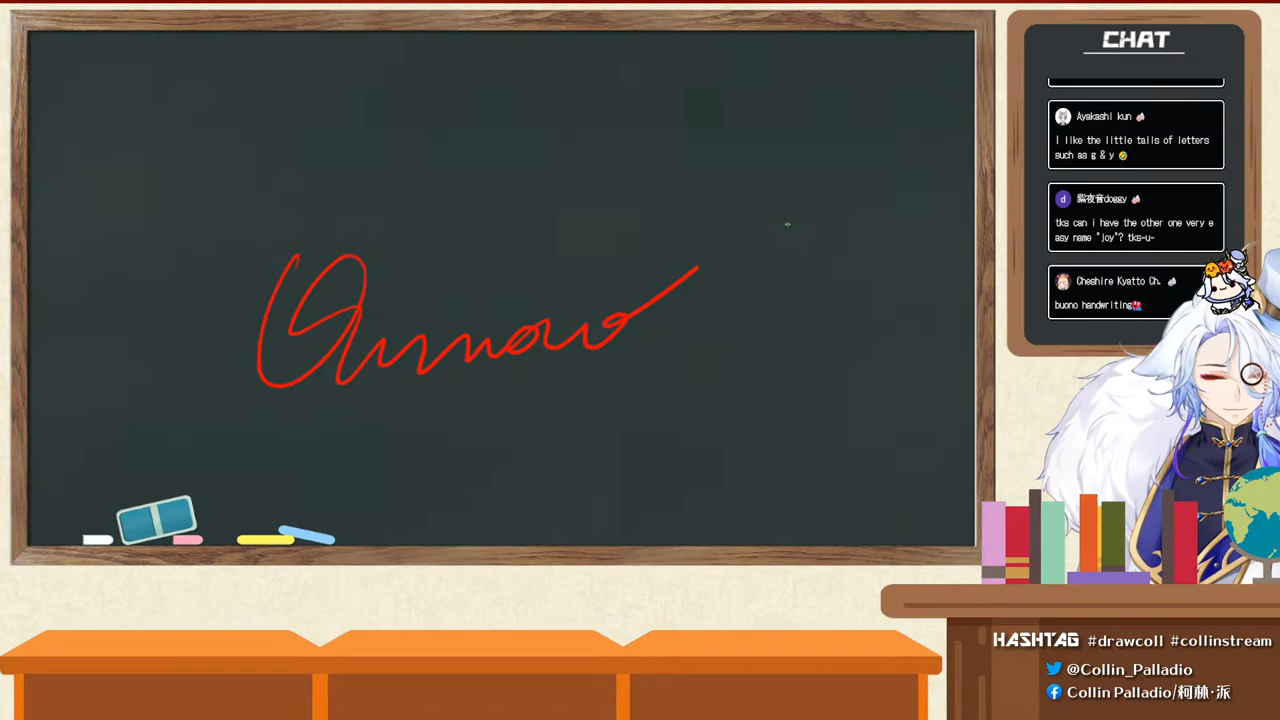 CHAT
Ayakashi kun
I like the little tails of letters
such as g & y 🤣
d
紫夜音doggy
tks can i have the other one very e
asy name "joy"? tks-u-
Cheshire Kyatto Ch.
buono handwriting
HASHTAG #drawcoll #collinstream
@Collin_Palladio
Collin Palladio/柯林·派